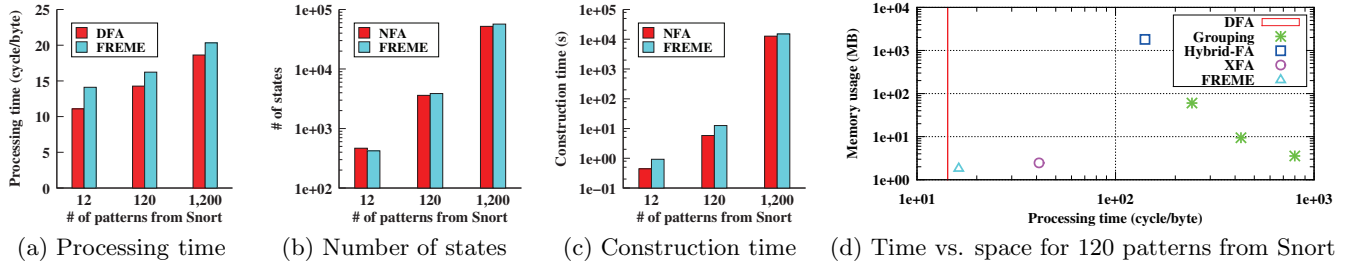 Processing time (cycle/byte)
25
20
15
10
5
0
DFA
FREME
12
120
1,200
# of patterns from Snort
(a) Processing time
# of states
1e+05
1e+04
1e+03
1e+02
NFA
FREME
12
120
1,200
# of patterns from Snort
(b) Number of states
Construction time (s)
1e+05
1e+04
1e+03
1e+02
1e+01
1e+00
1e−01
NFA
FREME
12
120
1,200
# of patterns from Snort
(c) Construction time
Memory usage (MB)
1e+04
1e+03
1e+02
1e+01
1e+00
DFA
Grouping
Hybrid-FA
XFA
FREME
1e+01
1e+02
1e+03
Processing time (cycle/byte)
(d) Time vs. space for 120 patterns from Snort